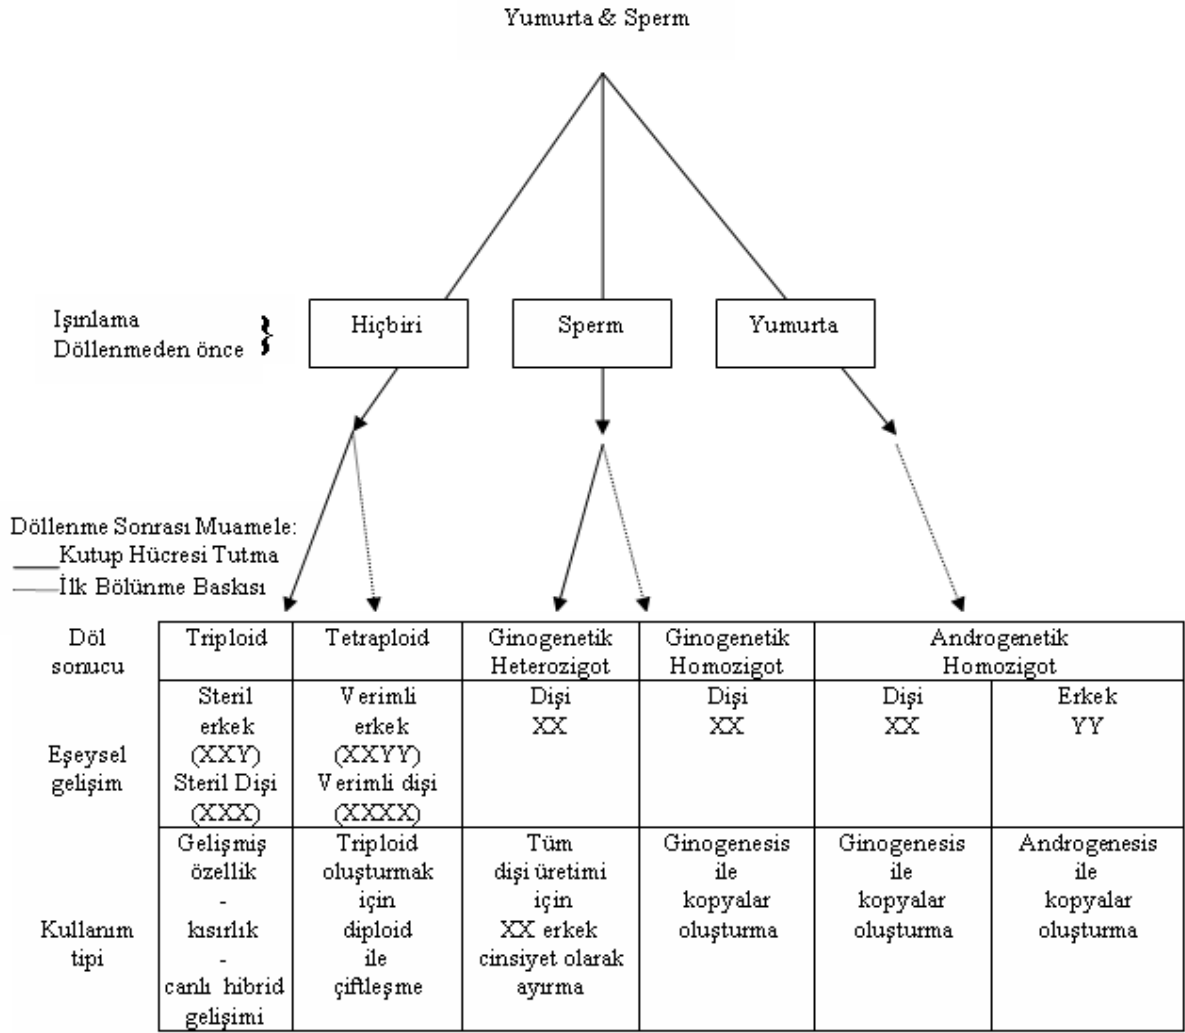 Yumurta & Sperm
Işınlama
Döllenmeden önce
Hiçbiri
Sperm
Yumurta
Döllenme Sonrası Muamele:
Kutup Hücresi Tutma
İlk Bölünme Baskısı
Döl
sonucu
Triploid
Tetraploid
Ginogenetik
Heterozigot
Ginogenetik
Homozigot
Androgenetik
Homozigot
Eşeysel
gelişim
Steril
erkek
(XXY)
Steril Dişi
(XXX)
Verimli
erkek
(XXYY)
Verimli dişi
(XXXX)
Dişi
XX
Dişi
XX
Dişi
XX
Erkek
YY
Kullanım
tipi
Gelişmiş
özellik
-
kısırlık
-
canlı hibrid
gelişimi
Triploid
oluşturmak
için
diploid
ile
çiftleşme
Tüm
dişi üretimi
için
XX erkek
cinsiyet olarak
ayırma
Ginogenesis
ile
kopyalar
oluşturma
Ginogenesis
ile
kopyalar
oluşturma
Androgenesis
ile
kopyalar
oluşturma